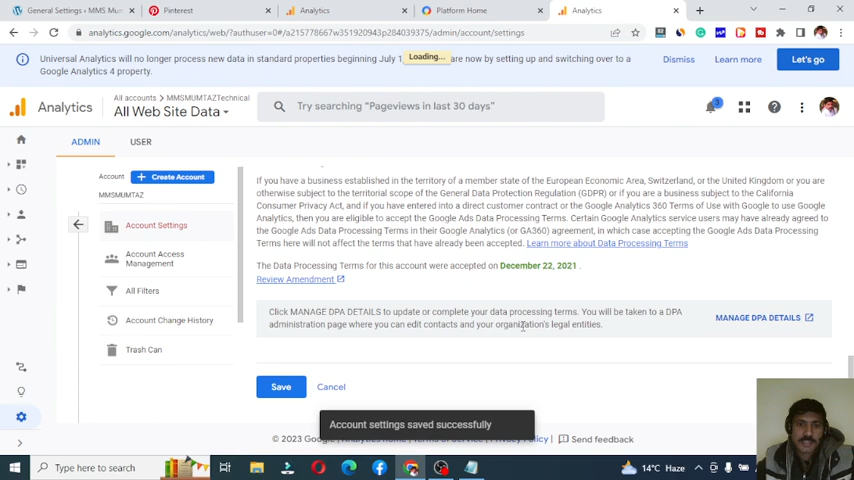 General Settings ‹ MMS Mum
Pinterest
Analytics
Platform Home
Analytics
analytics.google.com/analytics/web/?authuser=0#/a215778667w351920943p284039375/admin/account/settings
Loading...
Universal Analytics will no longer process new data in standard properties beginning July 1
are now by setting up and switching over to a
Google Analytics 4 property.
Dismiss
Learn more
Let's go
Analytics
All accounts > MMSMUMTAZTechnical
All Web Site Data
Try searching "Pageviews in last 30 days"
3
ADMIN
USER
Account
+ Create Account
MMSMUMTAZ
Account Settings
Account Access
Management
All Filters
Account Change History
Trash Can
If you have a business established in the territory of a member state of the European Economic Area, Switzerland, or the United Kingdom or you are
otherwise subject to the territorial scope of the General Data Protection Regulation (GDPR) or if you are a business subject to the California
Consumer Privacy Act, and if you have entered into a direct customer contract or the Google Analytics 360 Terms of Use with Google to use Google
Analytics, then you are eligible to accept the Google Ads Data Processing Terms. Certain Google Analytics service users may have already agreed to
the Google Ads Data Processing Terms in their Google Analytics (or GA360) agreement, in which case accepting the Google Ads Data Processing
Terms here will not affect the terms that have already been accepted. Learn more about Data Processing Terms
The Data Processing Terms for this account were accepted on December 22, 2021 .
Review Amendment
Click MANAGE DPA DETAILS to update or complete your data processing terms. You will be taken to a DPA
administration page where you can edit contacts and your organization's legal entities.
MANAGE DPA DETAILS
Save
Cancel
Account settings saved successfully
© 2023 Google
Analytics home
Terms of Service
Privacy Policy
Send feedback
Type here to search
14°C Haze